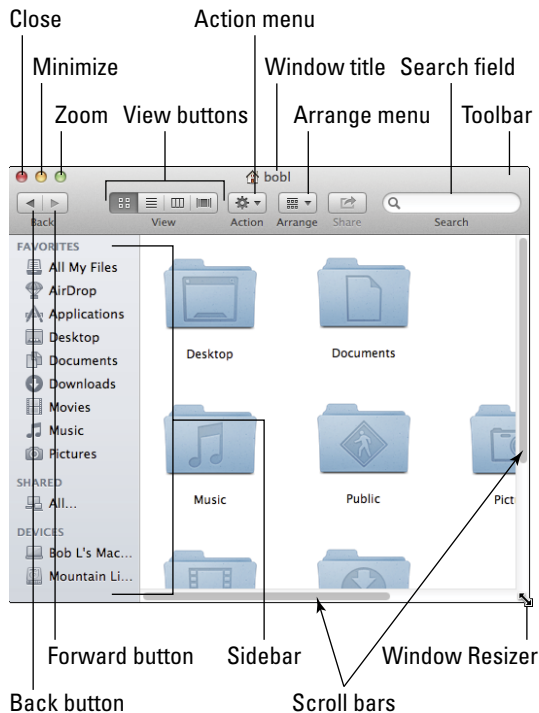 Close
Action menu
Minimize
Window title
Search field
Zoom
View buttons
Arrange menu
Toolbar
bobl
Back
View
Action
Arrange
Share
Search
FAVORITES
All My Files
AirDrop
Applications
Desktop
Documents
Downloads
Movies
Music
Pictures
SHARED
All...
DEVICES
Bob L's Mac...
Mountain Li...
Desktop
Documents
Music
Public
Pict
Forward button
Sidebar
Window Resizer
Back button
Scroll bars